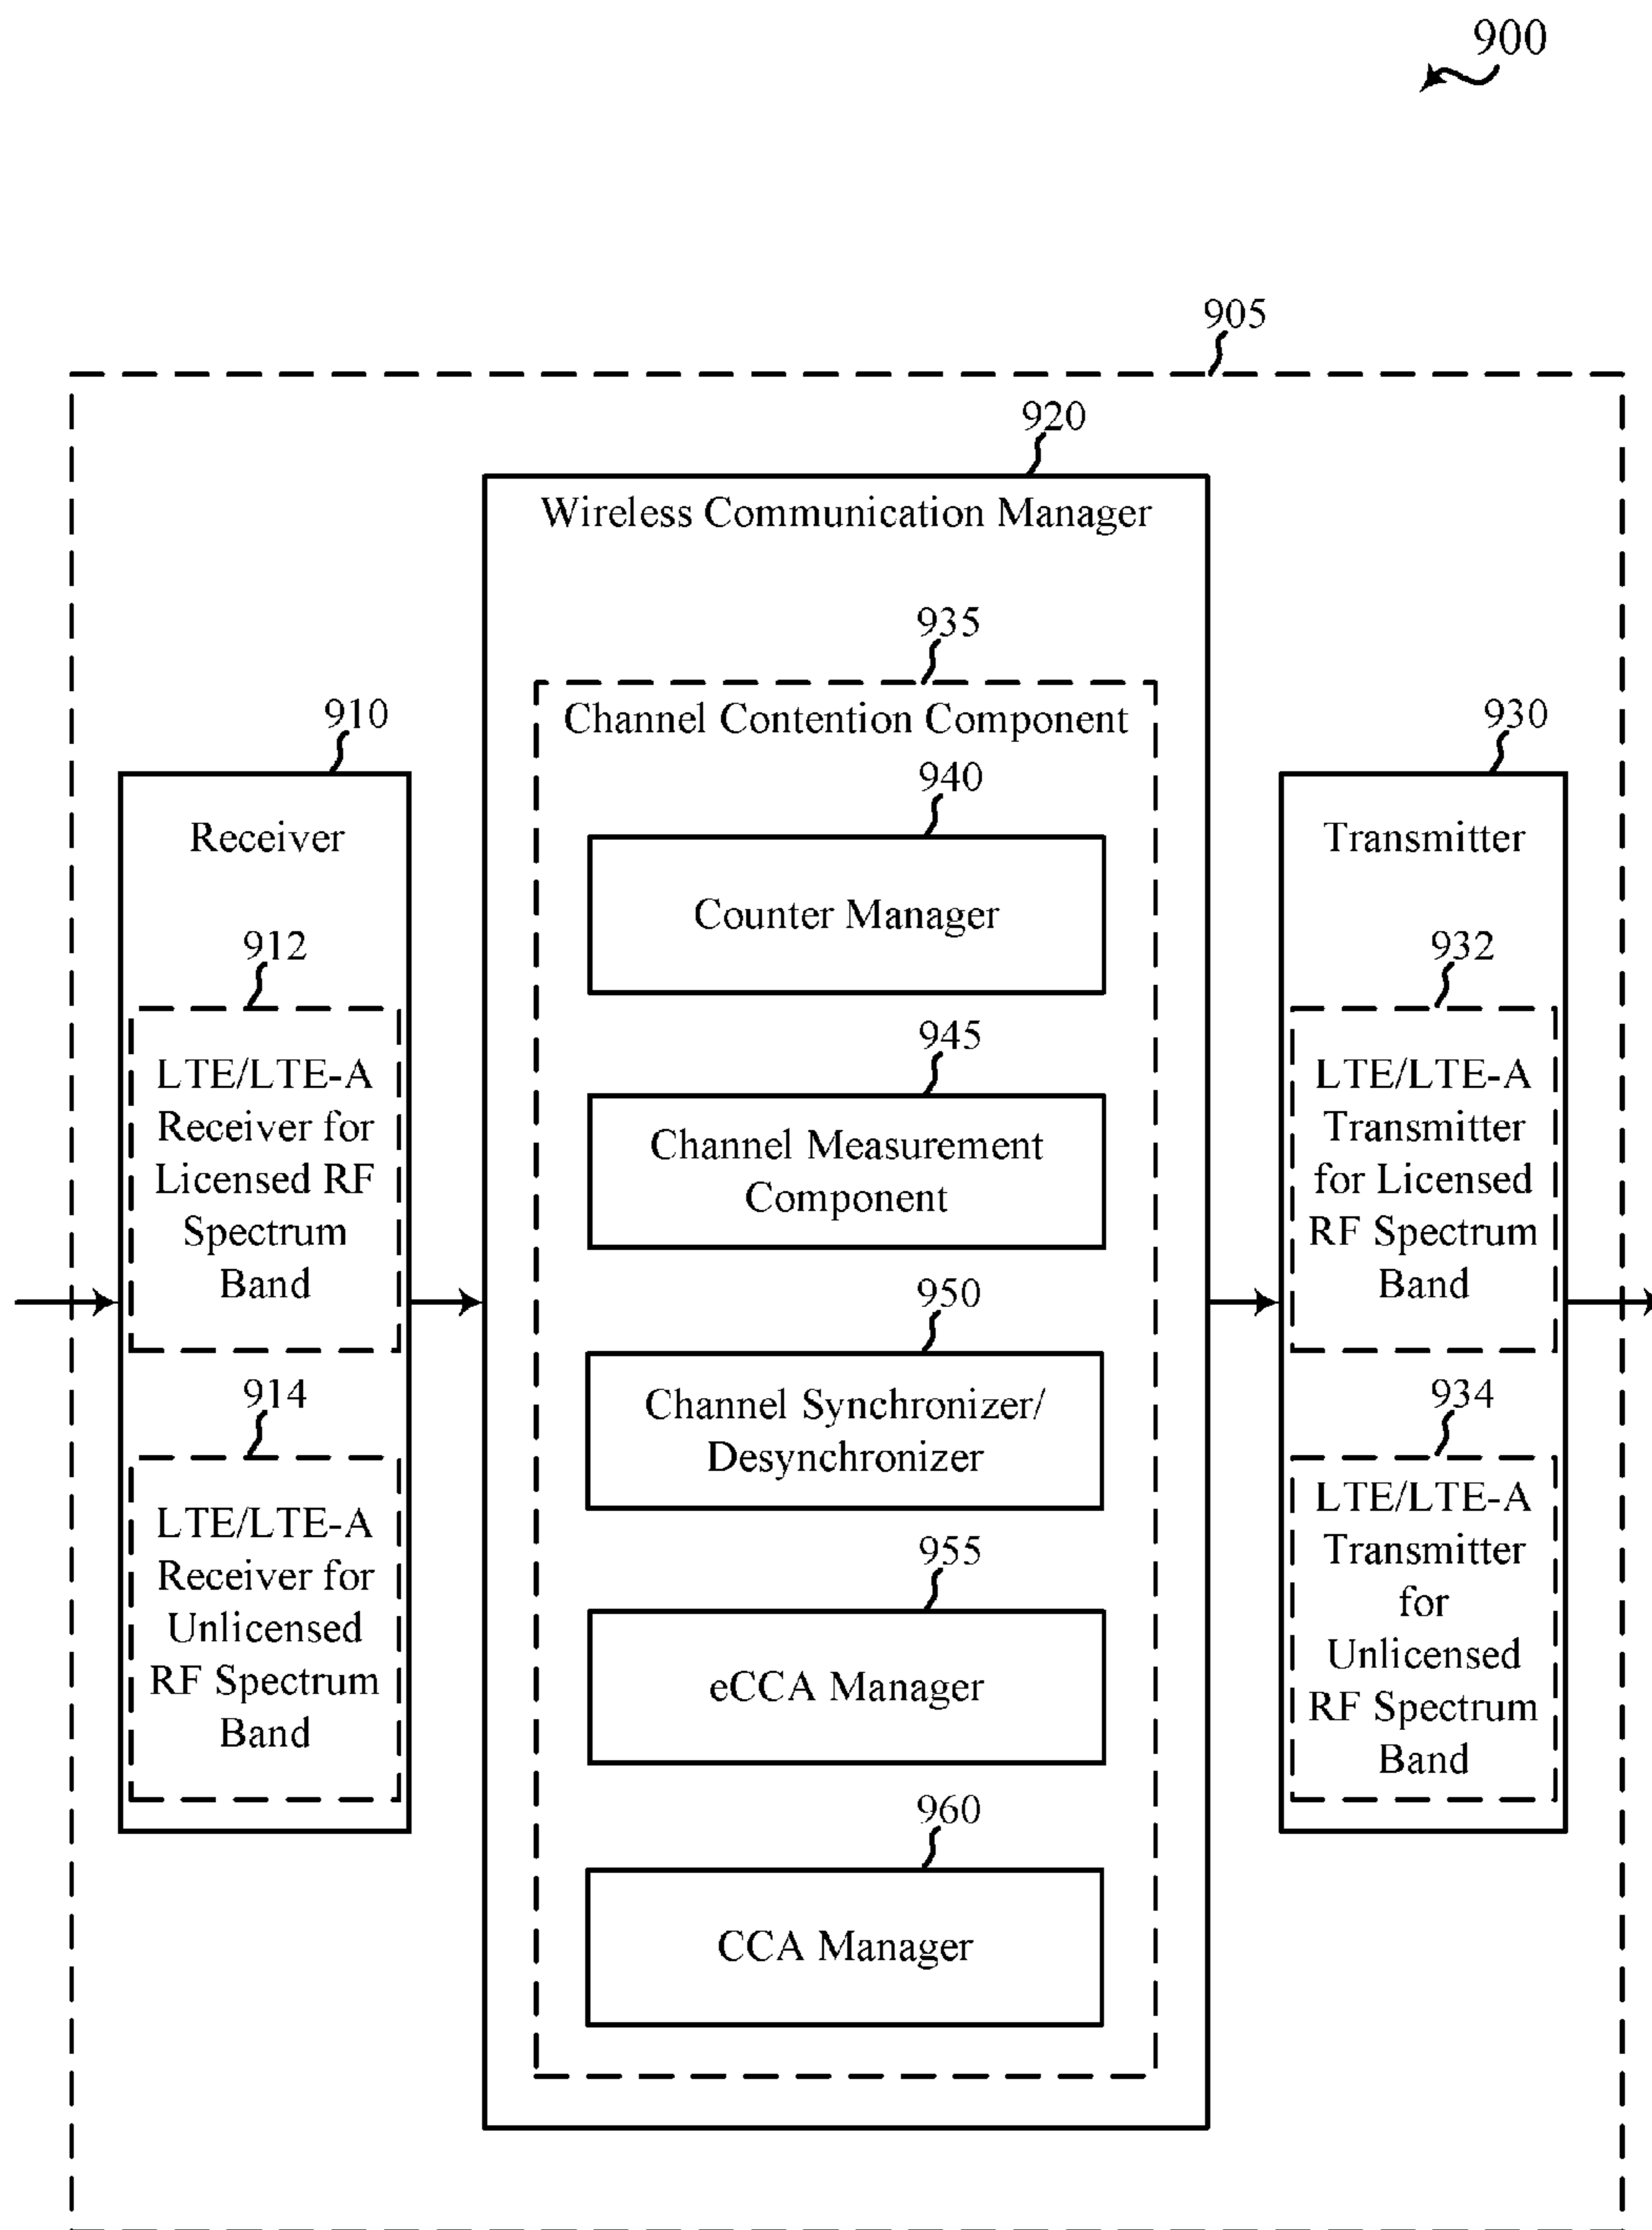 900
905
920
Wireless Communication Manager
935
Channel Contention Component
910
Receiver
912
LTE/LTE-A
Receiver for
Licensed RF
Spectrum
Band
914
LTE/LTE-A
Receiver for
Unlicensed
RF Spectrum
Band
940
Counter Manager
945
Channel Measurement
Component
950
Channel Synchronizer/
Desynchronizer
955
eCCA Manager
960
CCA Manager
930
Transmitter
932
LTE/LTE-A
Transmitter
for Licensed
RF Spectrum
Band
934
LTE/LTE-A
Transmitter
for
Unlicensed
RF Spectrum
Band